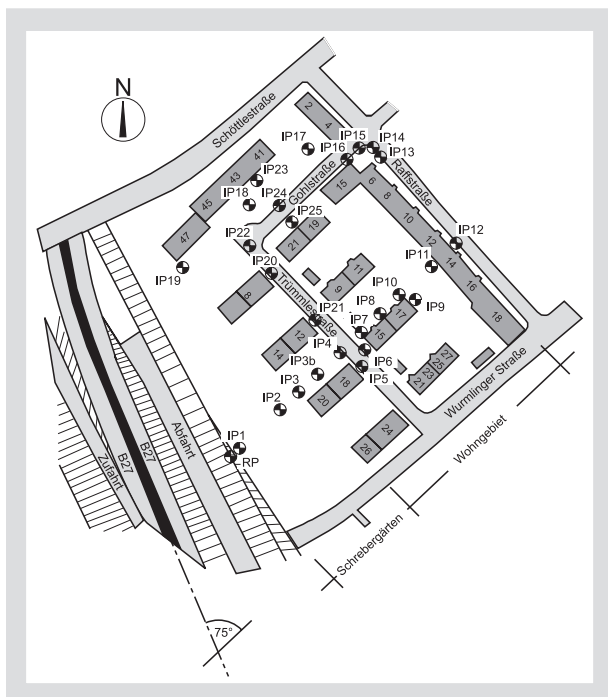 N
Schöttlestraße
2
4
IP17
IP15
IP14
IP16
IP13
41
IP23
43
Gohlstraße
Raffstraße
15
6
8
IP18
IP24
45
10
IP25
19
47
21
IP22
12
IP12
IP11
14
IP19
IP20
11
16
9
IP10
8
Trümmlestraße
IP8
IP9
17
18
IP21
IP7
15
12
IP4
14
IP6
27
25
23
21
IP3b
IP5
IP3
18
20
IP2
Wurmlinger Straße
24
26
Wohngebiet
Abfahrt
IP1
RP
B27
B27
Zufahrt
Schrebergärten
75°